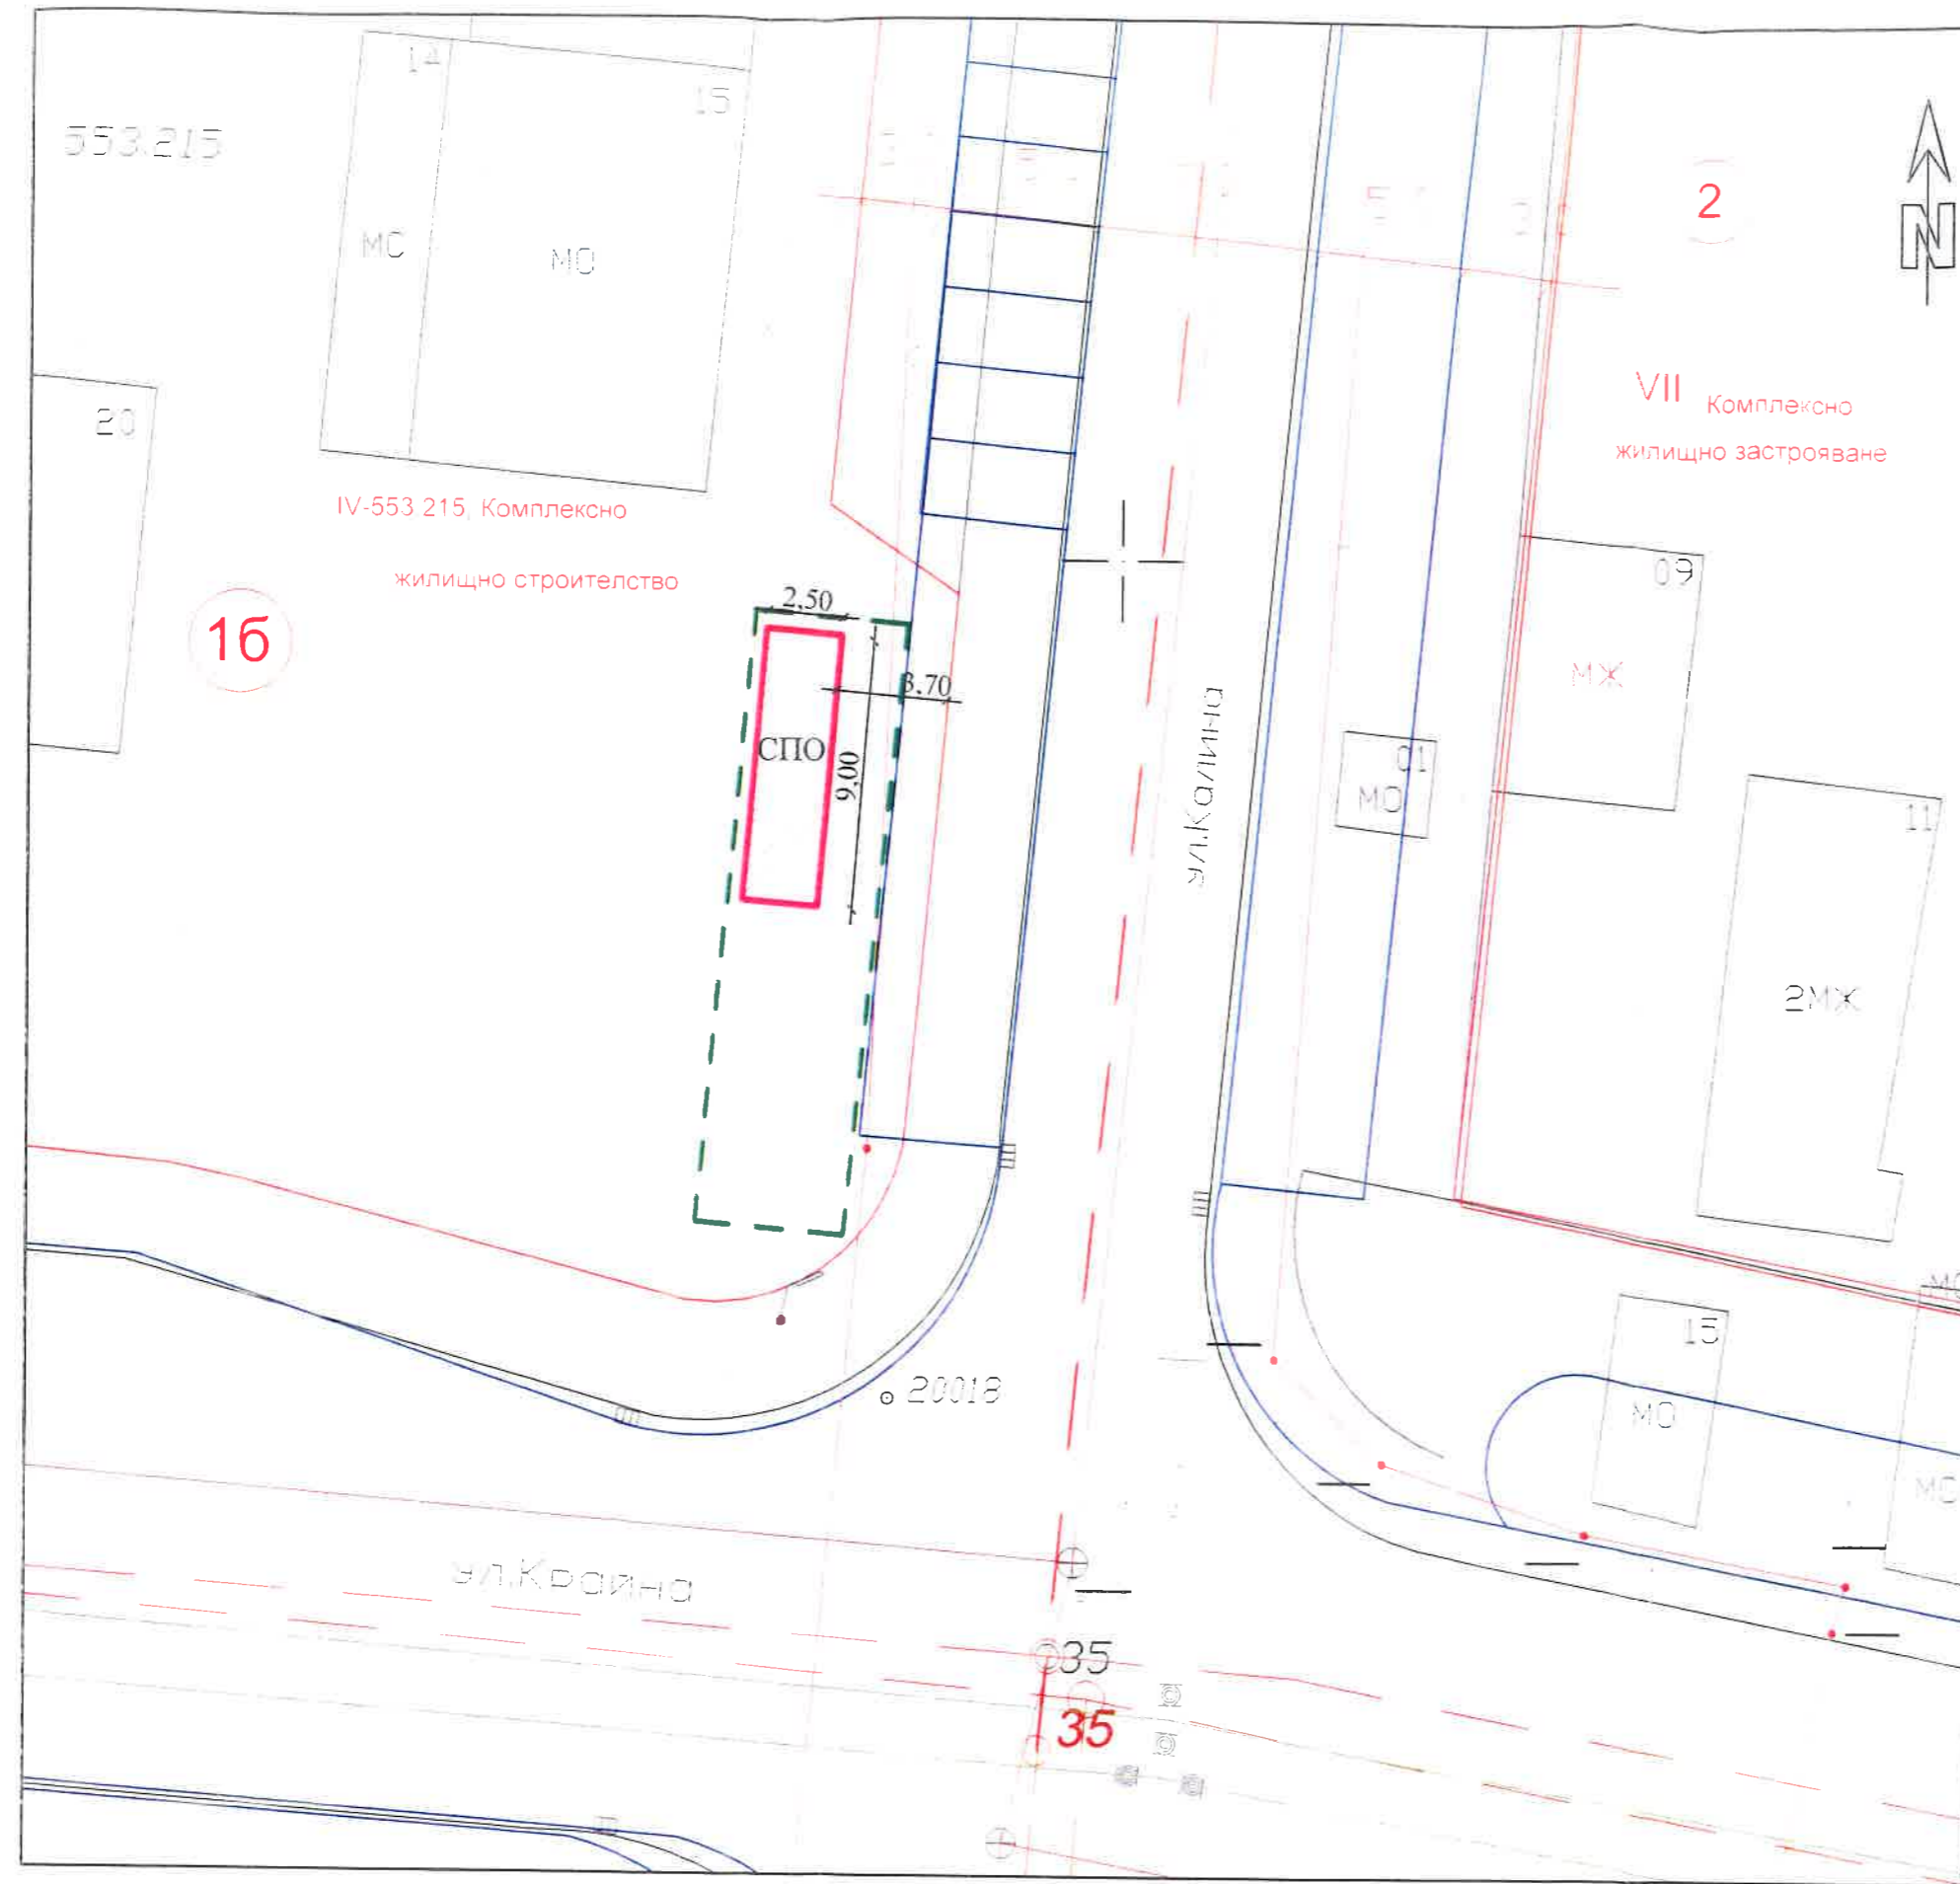 14
15
553.215
МС
МО
2
N
20
VII Комплексно
жилищно застрояване
IV-553.215, Комплексно
жилищно строителство
16
2,50
3.70
СПО
9,00
ул.Калина
09
МЖ
01
МО
11
2МЖ
МО
15
МО
МО
20018
ул.Крайна
35
35